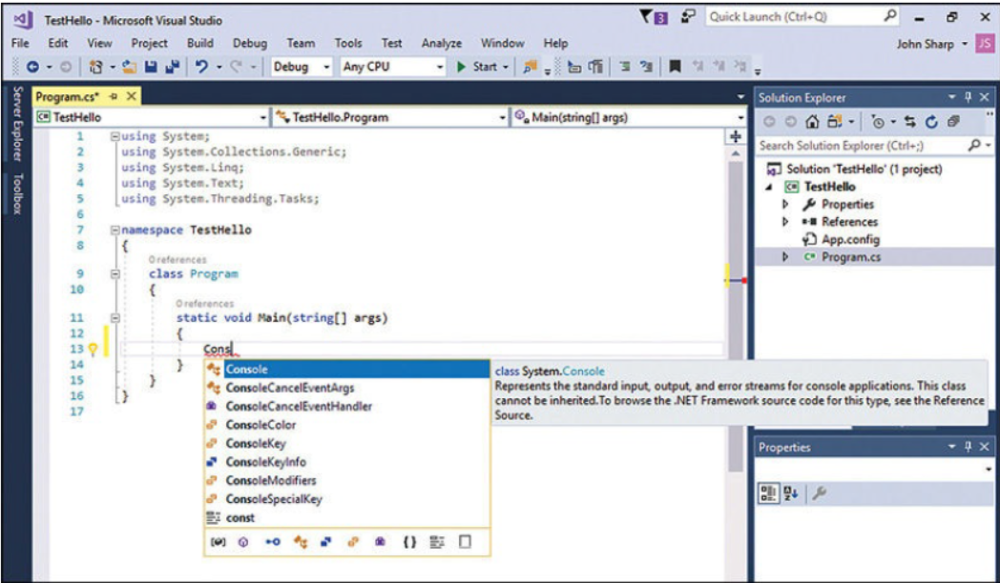 TestHello - Microsoft Visual Studio
3
Quick Launch (Ctrl+Q)
File Edit View Project Build Debug Team Tools Test Analyze Window Help
John Sharp JS
Debug Any CPU Start
Server Explorer
Toolbox
Program.cs*
TestHello TestHello.Program Main(string[] args)
1 using System;
2 using System.Collections.Generic;
3 using System.Linq;
4 using System.Text;
5 using System.Threading.Tasks;
6
7 namespace TestHello
8 {
0 references
9 class Program
10 {
0 references
11 static void Main(string[] args)
12 {
13 Cons
14 }
15 }
16 }
17
Console
ConsoleCancelEventArgs
ConsoleCancelEventHandler
ConsoleColor
ConsoleKey
ConsoleKeyInfo
ConsoleModifiers
ConsoleSpecialKey
const
class System.Console
Represents the standard input, output, and error streams for console applications. This class
cannot be inherited.To browse the .NET Framework source code for this type, see the Reference
Source.
Solution Explorer
Search Solution Explorer (Ctrl+;)
Solution 'TestHello' (1 project)
C# TestHello
Properties
References
App.config
C# Program.cs
Properties